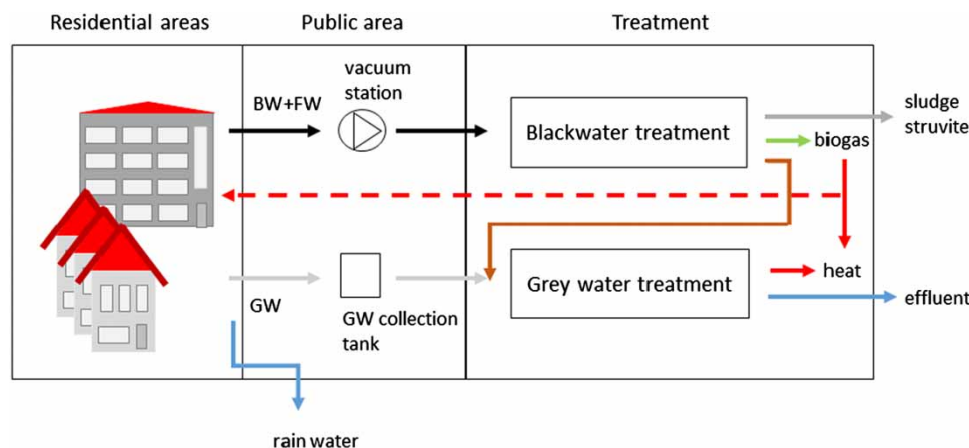 Residential areas
Public area
Treatment
BW+FW
vacuum
station
Blackwater treatment
sludge
struvite
biogas
GW
GW collection
tank
Grey water treatment
heat
effluent
rain water